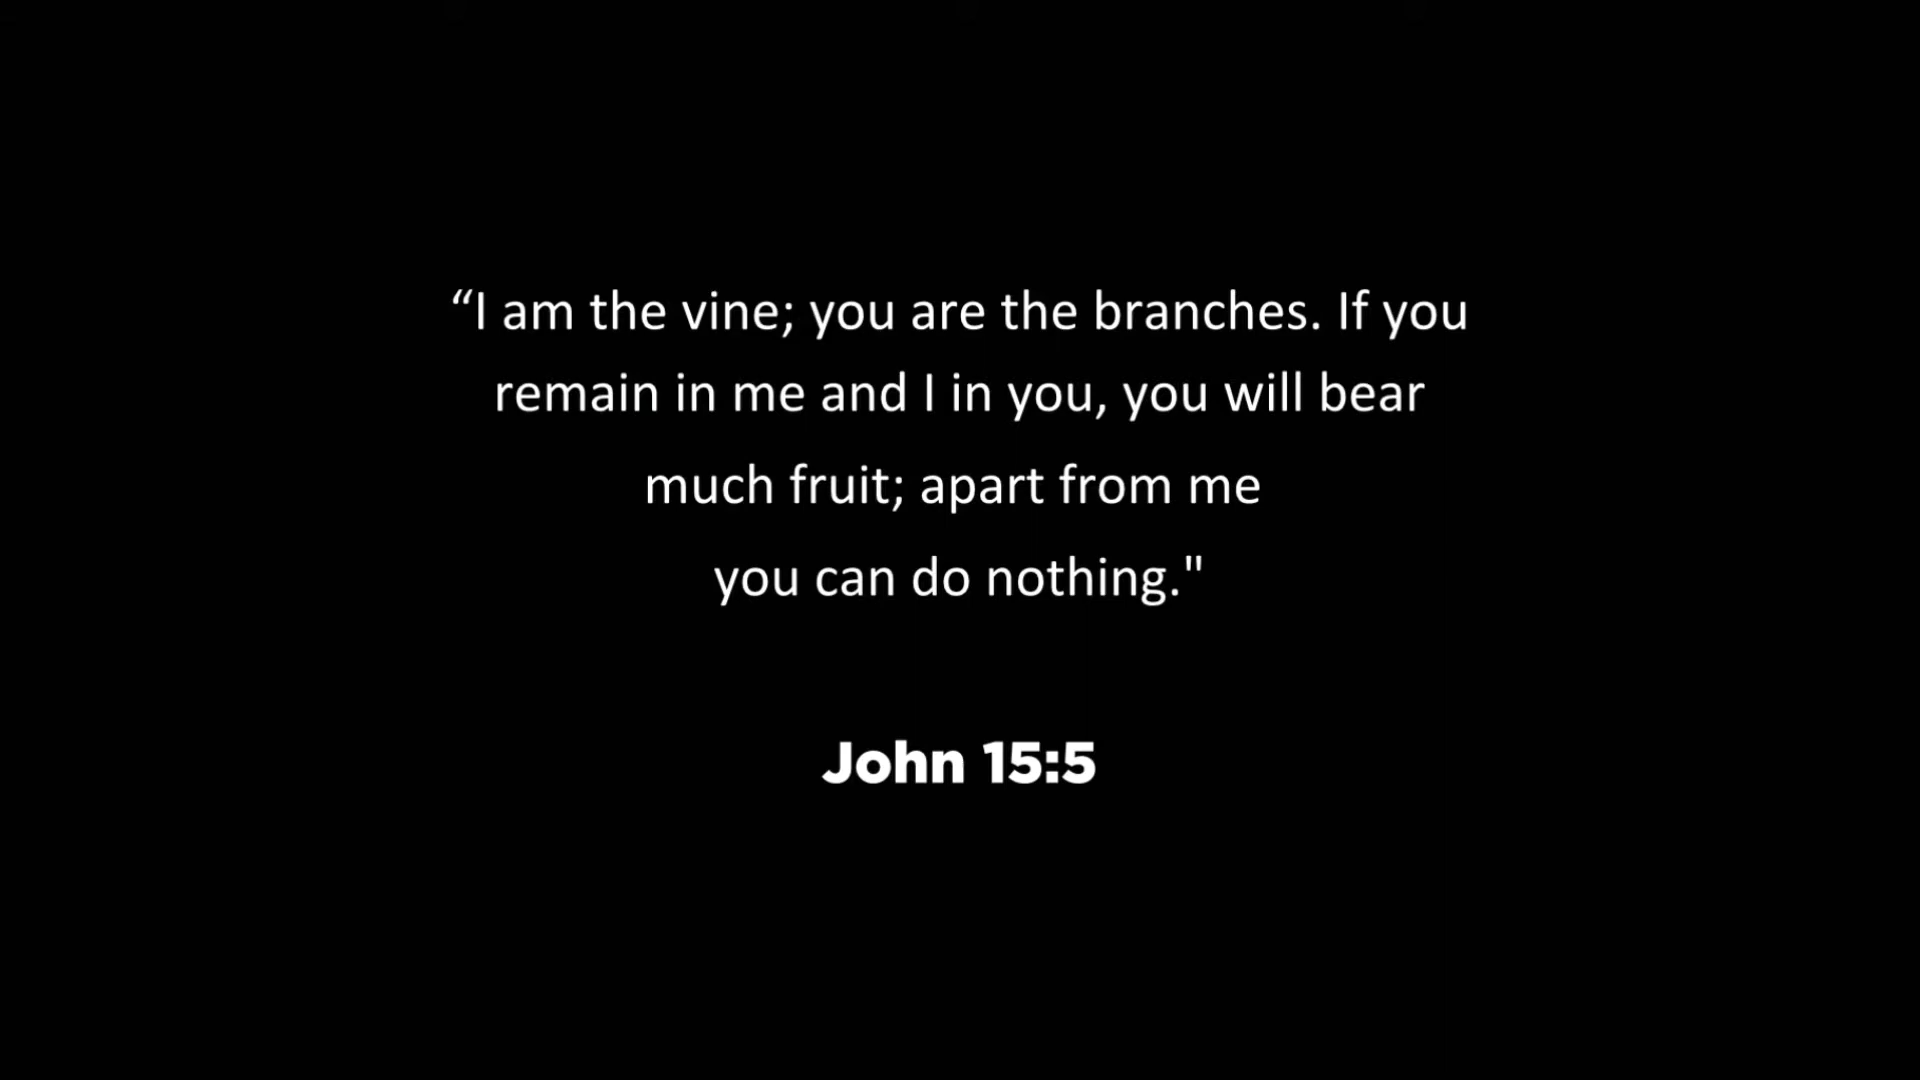 “I am the vine; you are the branches. If you
remain in me and I in you, you will bear
much fruit; apart from me
you can do nothing."
John 15:5